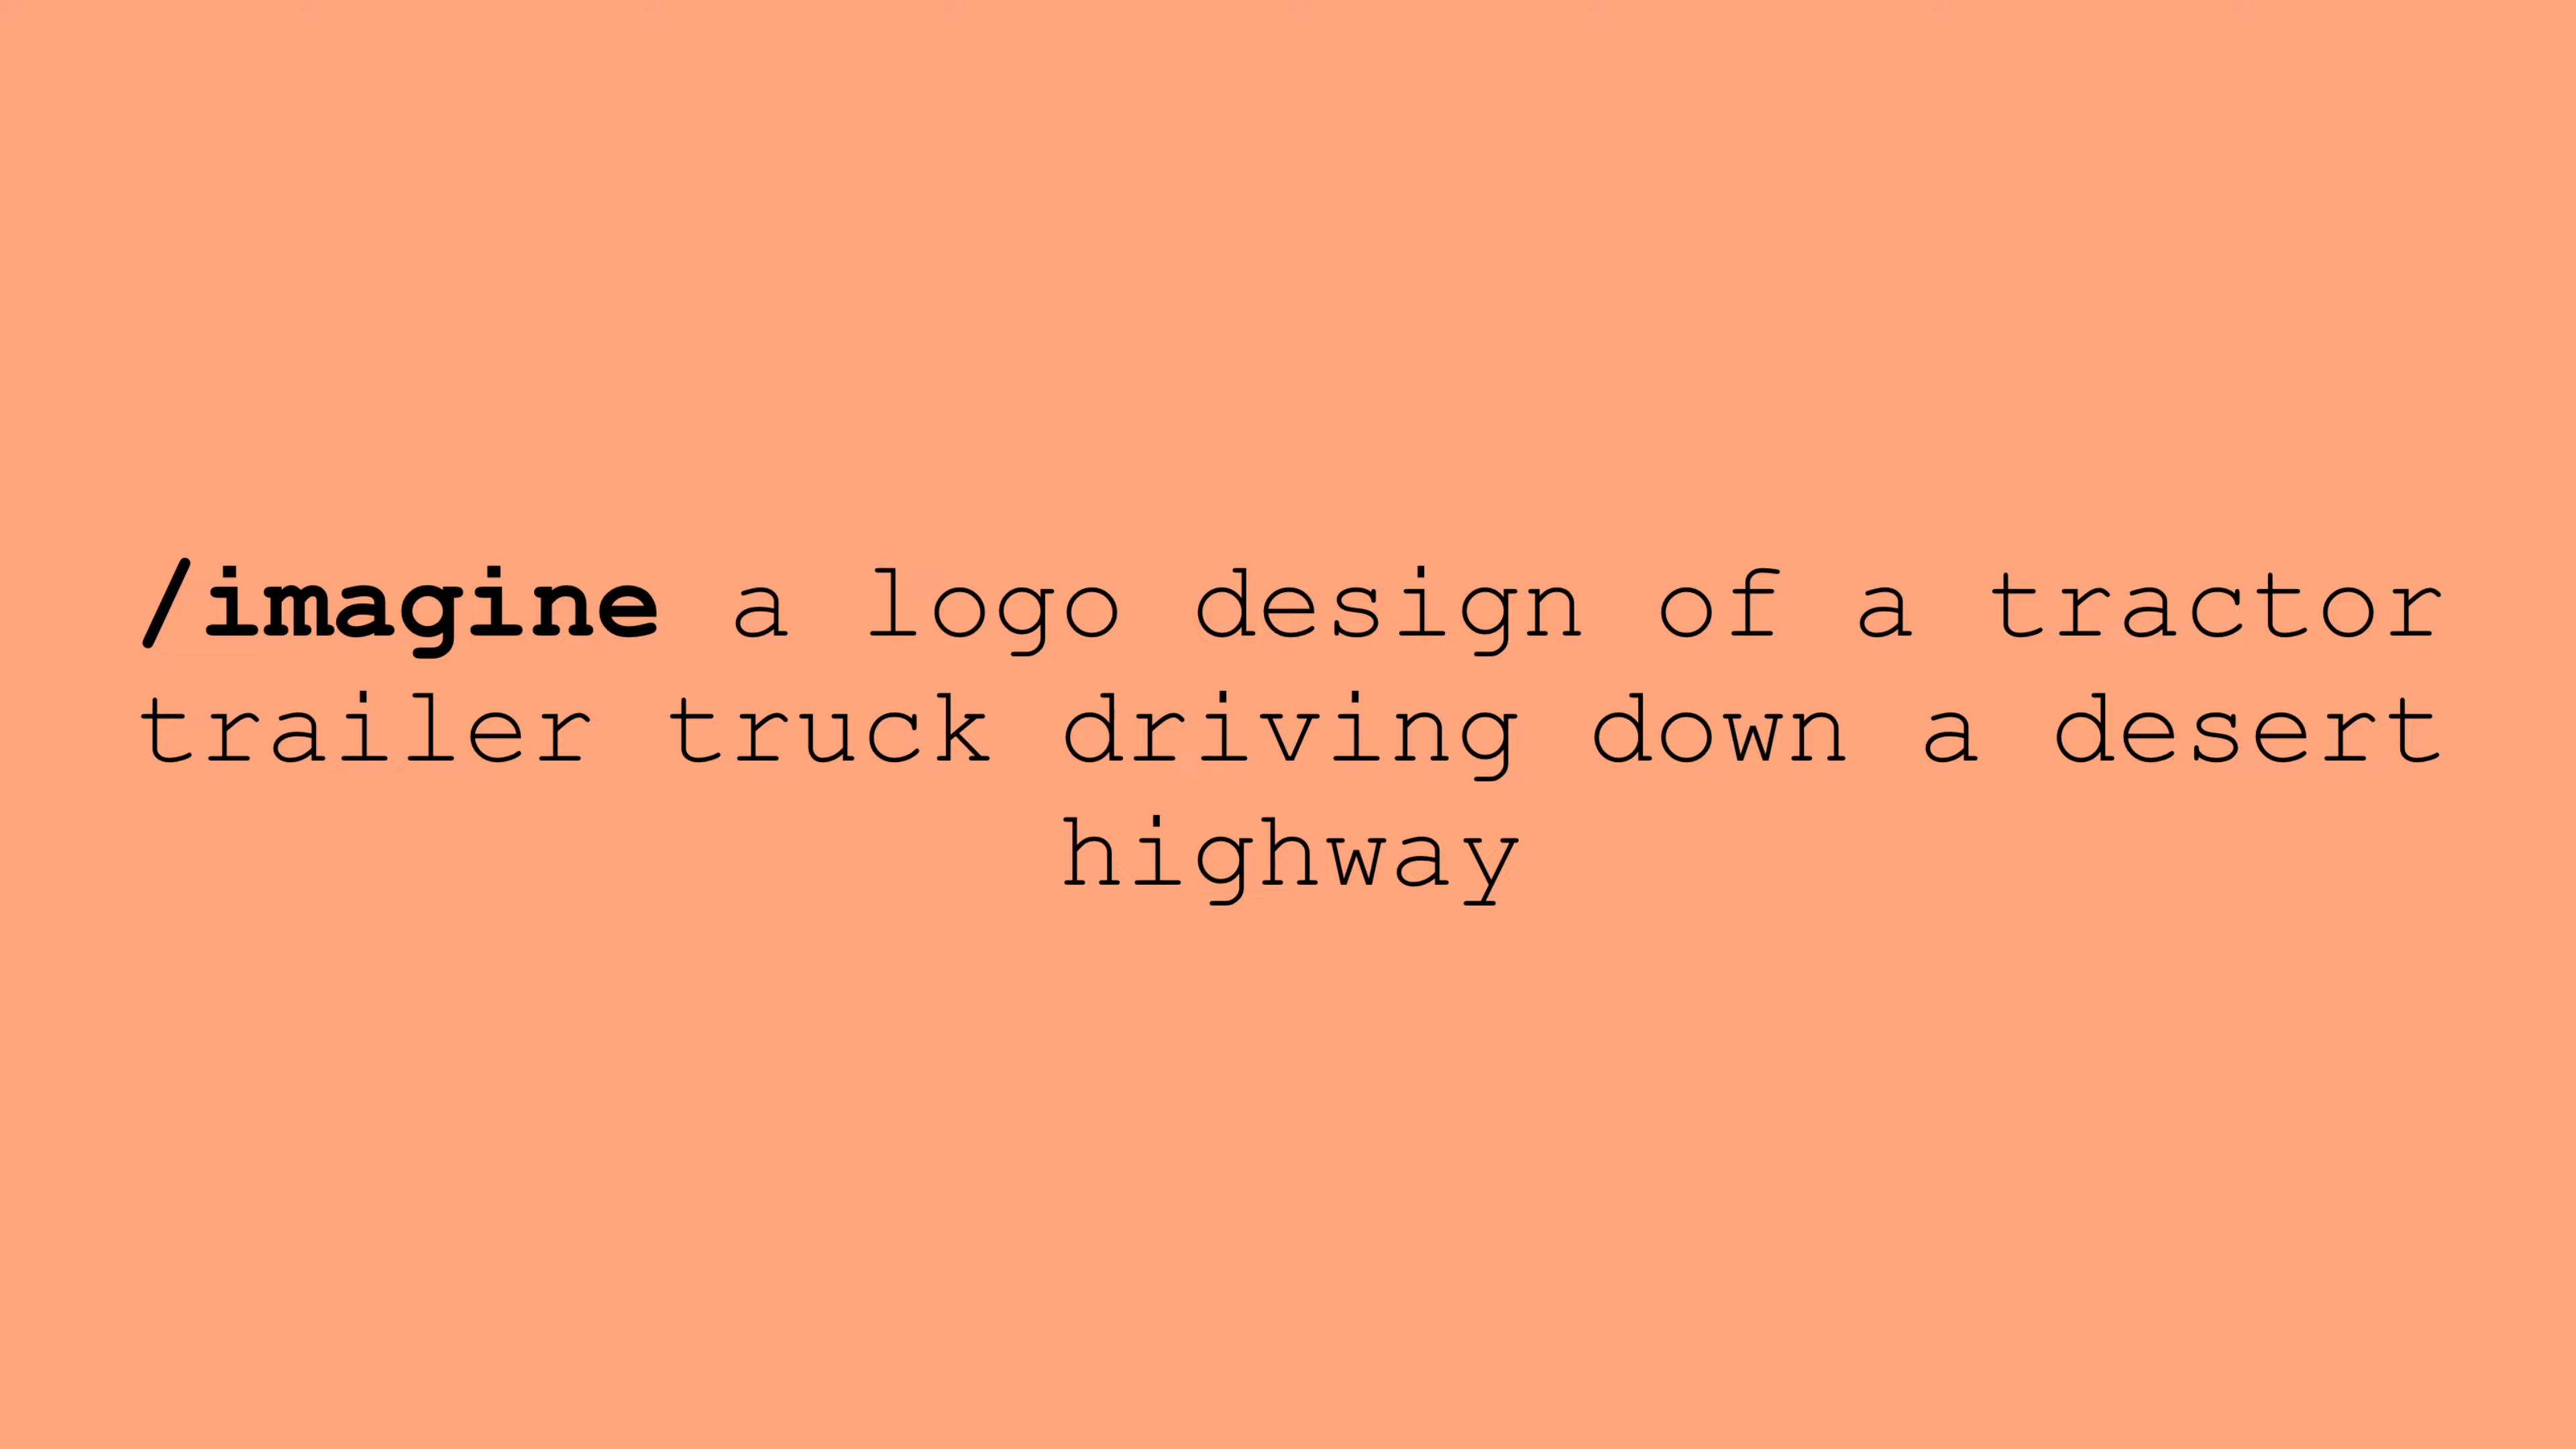 /imagine a logo design of a tractor
trailer truck driving down a desert
highway